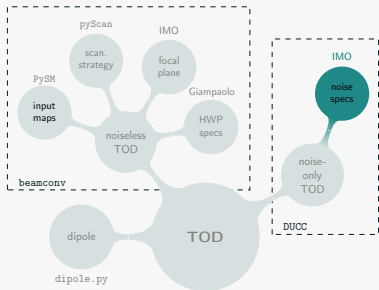 pyScan
scan.
strategy
IMO
focal
plane
PySM
input
maps
Giampaolo
HWP
specs
noiseless
TOD
beamconv
IMO
noise
specs
noise-
only
TOD
DUCC
dipole
dipole.py
TOD